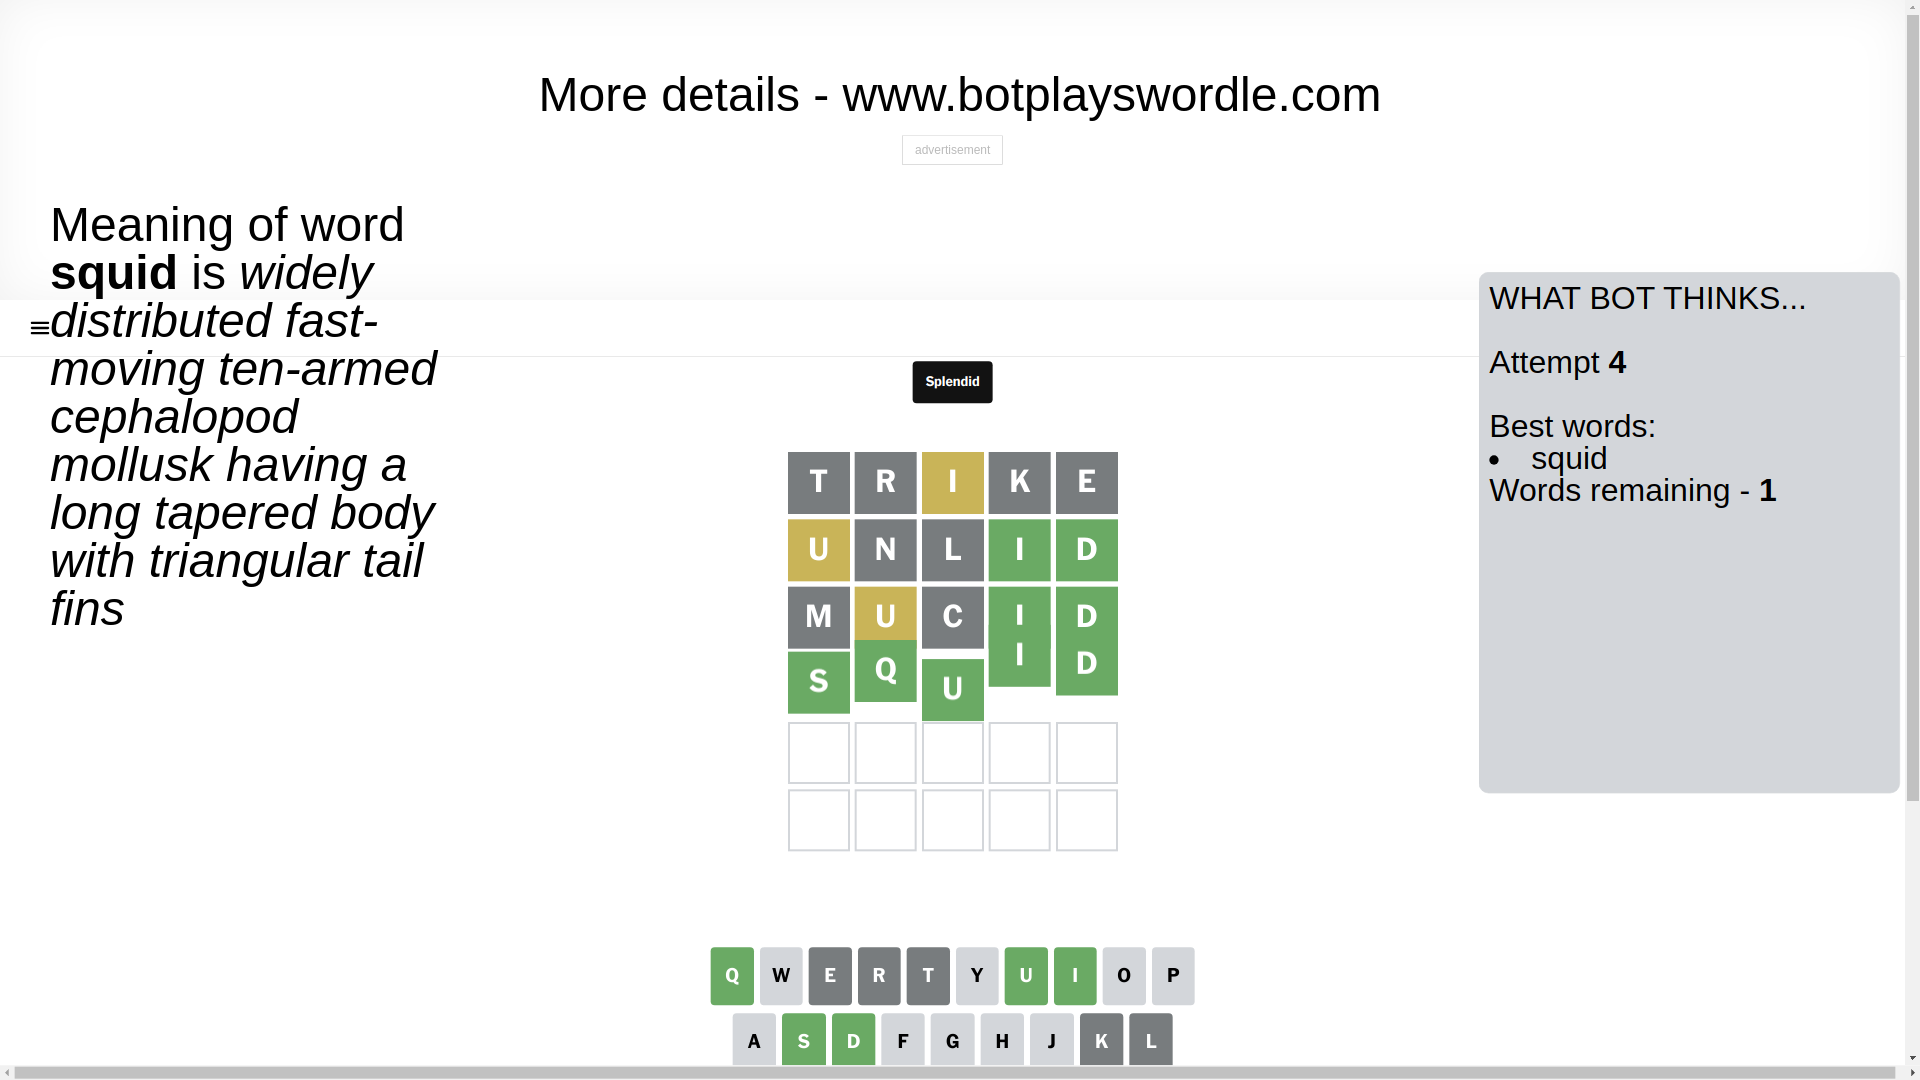 More details - www.botplayswordle.com
advertisement
Meaning of word
squid is widely
distributed fast-
moving ten-armed
cephalopod
mollusk having a
long tapered body
with triangular tail
fins
WHAT BOT THINKS...
Attempt 4
Best words:
• squid
Words remaining - 1
Splendid
T R I K E
U N L I D
M U C I D
S Q U I D
Q W E R T Y U I O P
A S D F G H J K L